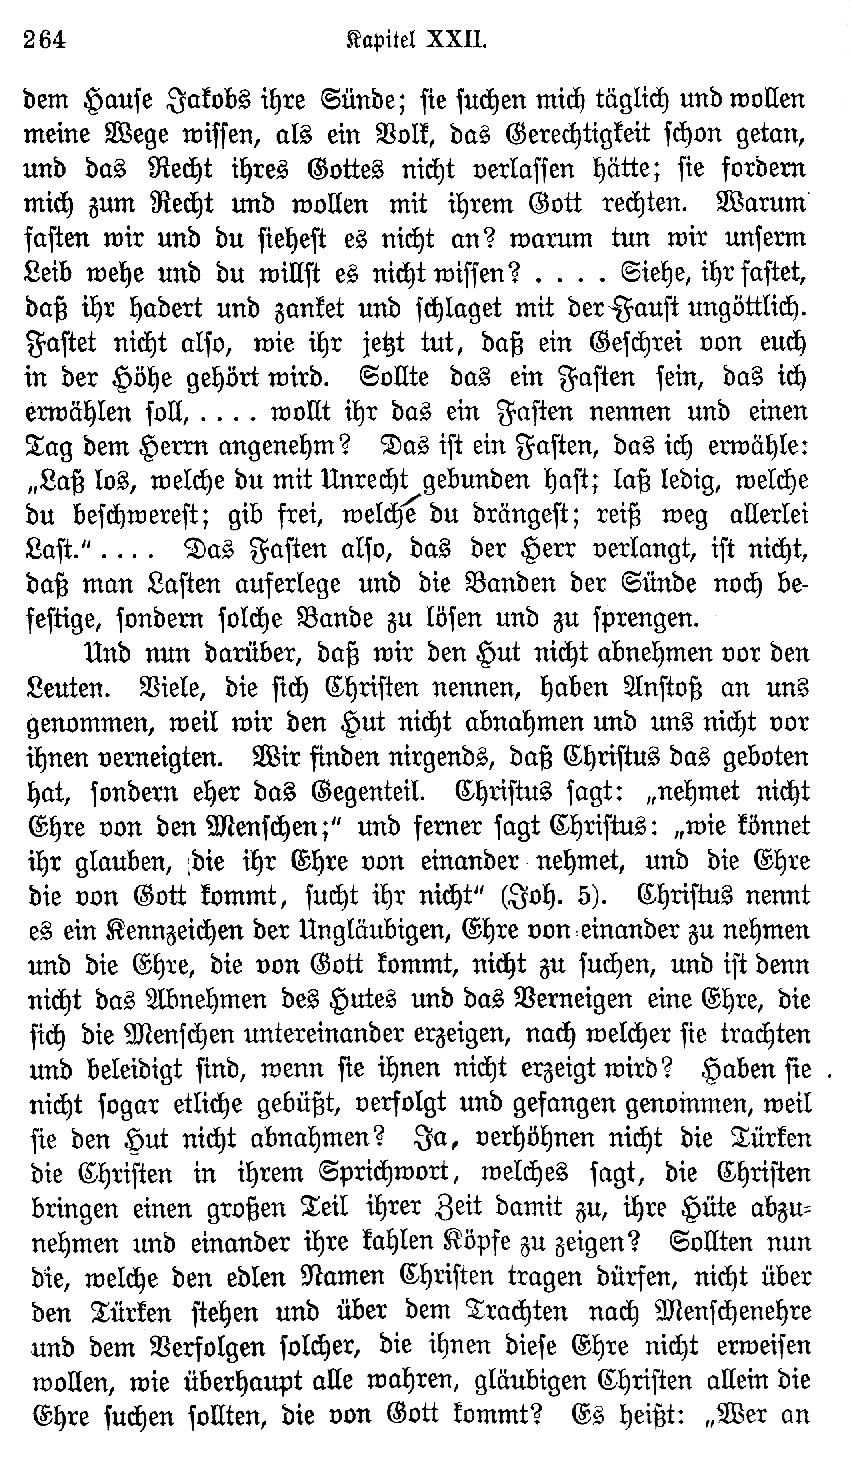 264 Kapitel XXII.
dem Hause Jakobs ihre Sünde; sie suchen mich täglich und wollen
meine Wege wissen, als ein Volk, das Gerechtigkeit schon getan,
und das Recht ihres Gottes nicht verlassen hätte; sie fordern
mich zum Recht und wollen mit ihrem Gott rechten. Warum
fasten wir und du siehest es nicht an? warum tun wir unserm
Leib wehe und du willst es nicht wissen? . . . . Siehe, ihr fastet,
daß ihr hadert und zanket und schlaget mit der Faust ungöttlich.
Fastet nicht also, wie ihr jetzt tut, daß ein Geschrei von euch
in der Höhe gehört wird. Sollte das ein Fasten sein, das ich
erwählen soll, . . . . wollt ihr das ein Fasten nennen und einen
Tag dem Herrn angenehm? Das ist ein Fasten, das ich erwähle:
„Laß los, welche du mit Unrecht gebunden hast; laß ledig, welche
du beschwerest; gib frei, welche du drängest; reiß weg allerlei
Last.“ . . . . Das Fasten also, das der Herr verlangt, ist nicht,
daß man Lasten auferlege und die Banden der Sünde noch be-
festige, sondern solche Bande zu lösen und zu sprengen.
Und nun darüber, daß wir den Hut nicht abnehmen vor den
Leuten. Viele, die sich Christen nennen, haben Anstoß an uns
genommen, weil wir den Hut nicht abnahmen und uns nicht vor
ihnen verneigten. Wir finden nirgends, daß Christus das geboten
hat, sondern eher das Gegenteil. Christus sagt: „nehmet nicht
Ehre von den Menschen;“ und ferner sagt Christus: „wie könnet
ihr glauben, die ihr Ehre von einander nehmet, und die Ehre
die von Gott kommt, sucht ihr nicht“ (Joh. 5). Christus nennt
es ein Kennzeichen der Ungläubigen, Ehre von einander zu nehmen
und die Ehre, die von Gott kommt, nicht zu suchen, und ist denn
nicht das Abnehmen des Hutes und das Verneigen eine Ehre, die
sich die Menschen untereinander erzeigen, nach welcher sie trachten
und beleidigt sind, wenn sie ihnen nicht erzeigt wird? Haben sie
nicht sogar etliche gebüßt, verfolgt und gefangen genommen, weil
sie den Hut nicht abnahmen? Ja, verhöhnen nicht die Türken
die Christen in ihrem Sprichwort, welches sagt, die Christen
bringen einen großen Teil ihrer Zeit damit zu, ihre Hüte abzu-
nehmen und einander ihre kahlen Köpfe zu zeigen? Sollten nun
die, welche den edlen Namen Christen tragen dürfen, nicht über
den Türken stehen und über dem Trachten nach Menschenehre
und dem Verfolgen solcher, die ihnen diese Ehre nicht erweisen
wollen, wie überhaupt alle wahren, gläubigen Christen allein die
Ehre suchen sollten, die von Gott kommt? Es heißt: „Wer an